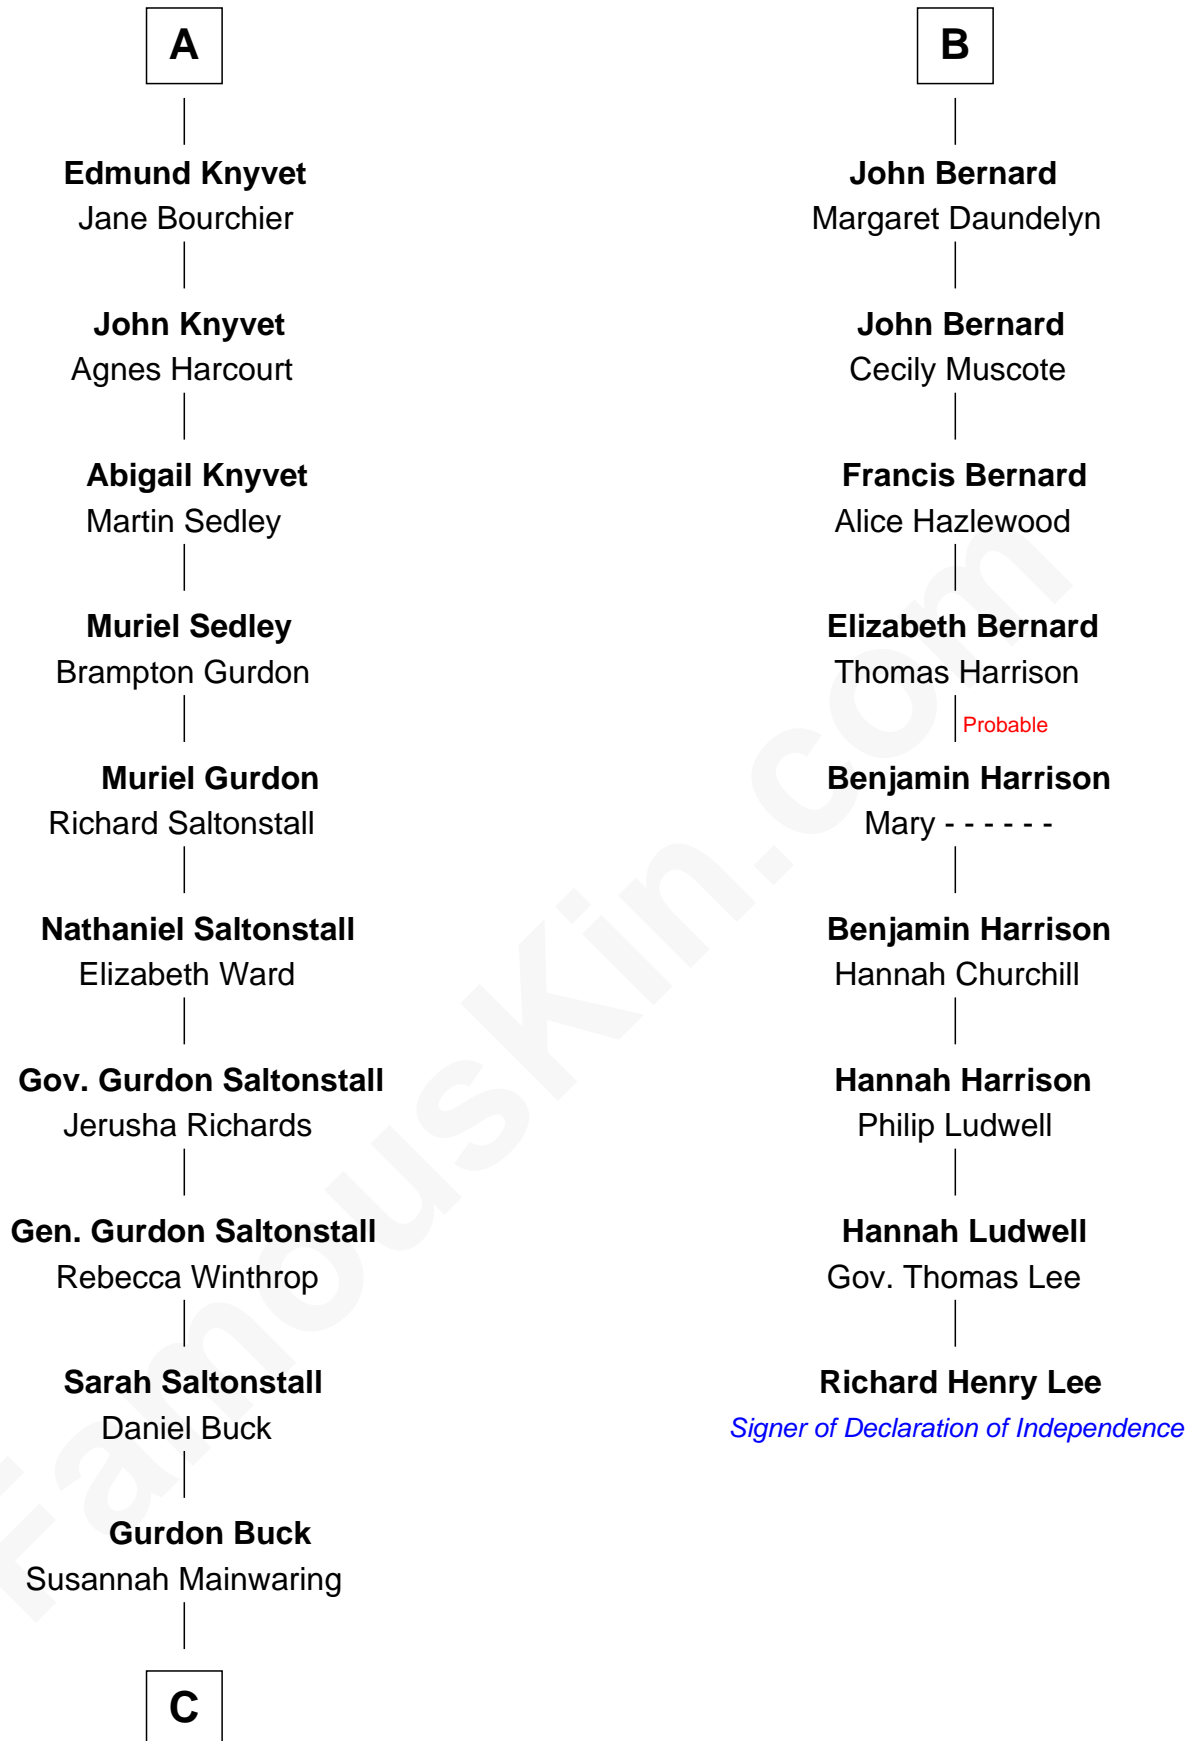 A
Edmund Knyvet
Jane Bourchier
John Knyvet
Agnes Harcourt
Abigail Knyvet
Martin Sedley
Muriel Sedley
Brampton Gurdon
Muriel Gurdon
Richard Saltonstall
Nathaniel Saltonstall
Elizabeth Ward
Gov. Gurdon Saltonstall
Jerusha Richards
Gen. Gurdon Saltonstall
Rebecca Winthrop
Sarah Saltonstall
Daniel Buck
Gurdon Buck
Susannah Mainwaring
C
B
John Bernard
Margaret Daundelyn
John Bernard
Cecily Muscote
Francis Bernard
Alice Hazlewood
Elizabeth Bernard
Thomas Harrison
Probable
Benjamin Harrison
Mary - - - - - -
Benjamin Harrison
Hannah Churchill
Hannah Harrison
Philip Ludwell
Hannah Ludwell
Gov. Thomas Lee
Richard Henry Lee
Signer of Declaration of Independence
FamousKin.com